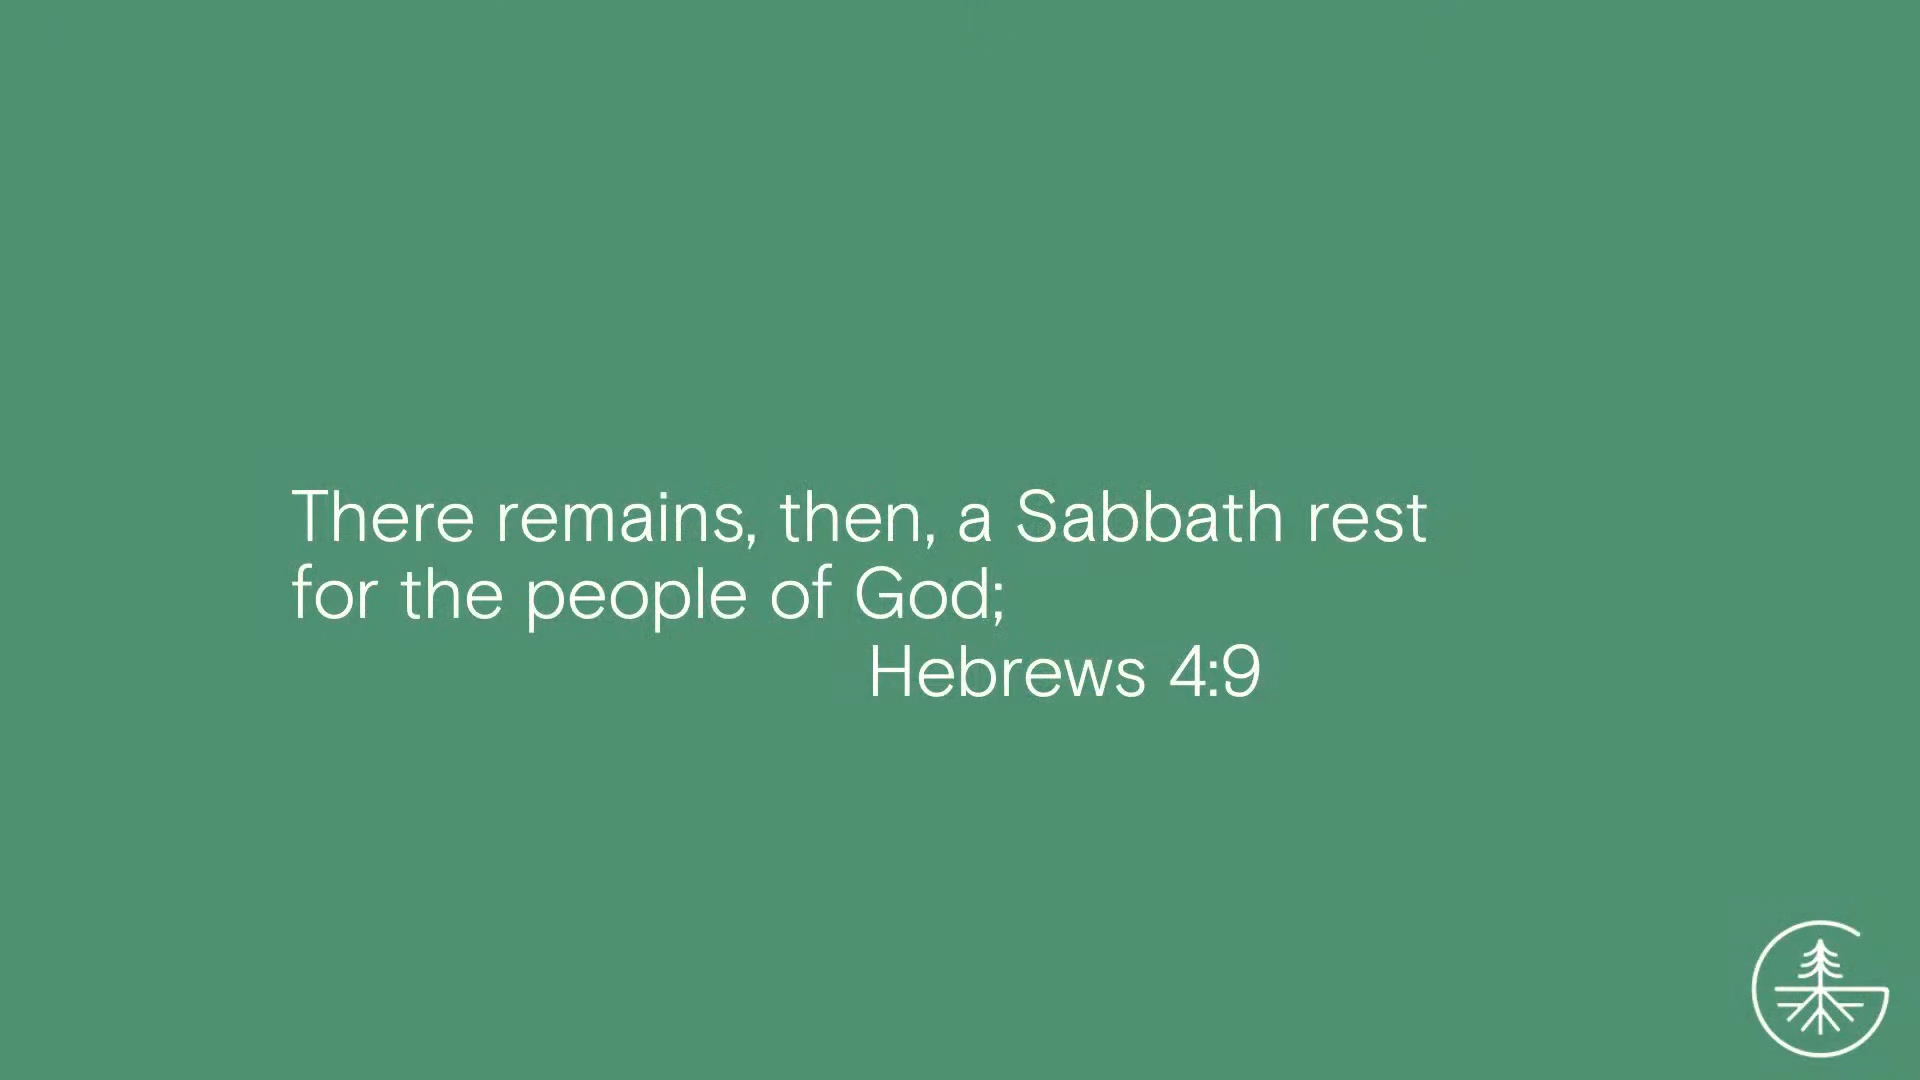 There remains, then, a Sabbath rest
for the people of God;
Hebrews 4:9